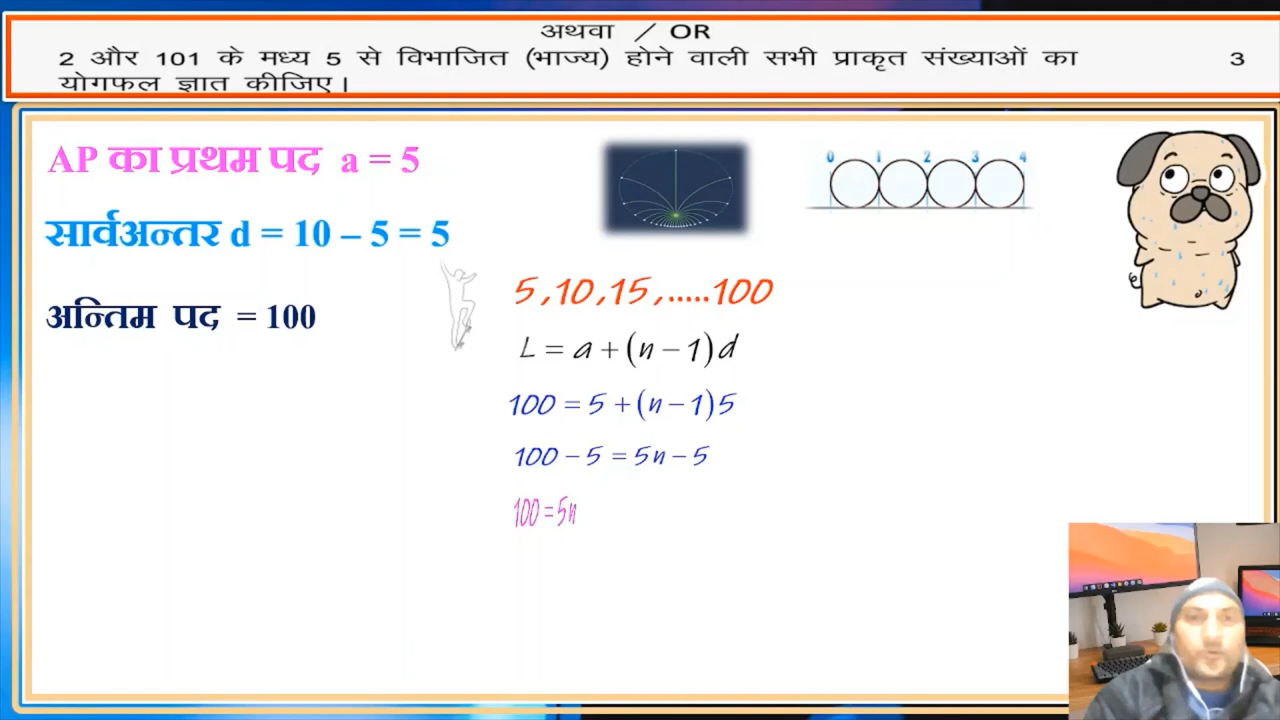 अथवा / OR
2 और 101 के मध्य 5 से विभाजित (भाज्य) होने वाली सभी प्राकृत संख्याओं का 3
योगफल ज्ञात कीजिए।
AP का प्रथम पद a = 5
0 1 2 3 4
सार्वअन्तर d = 10 – 5 = 5
अन्तिम पद = 100
5 ,10 ,15 ,.....100
L = a + (n – 1) d
100 = 5 + (n – 1) 5
100 – 5 = 5n – 5
100 = 5n